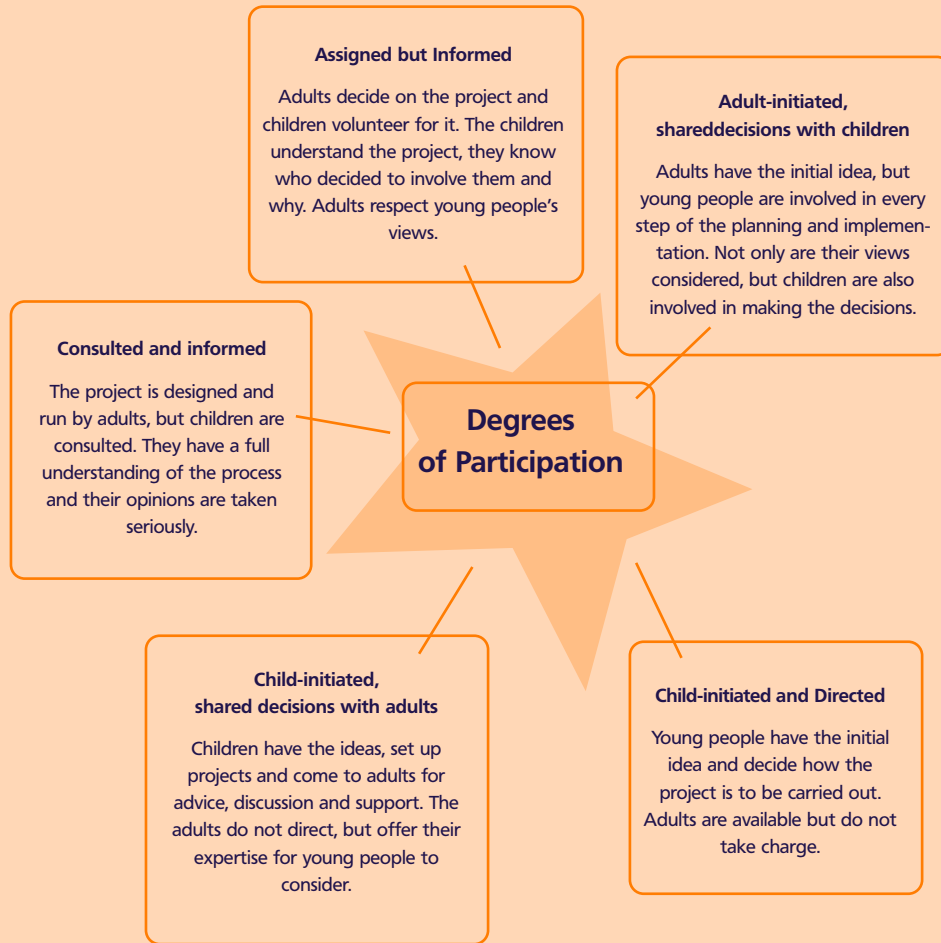 Assigned but Informed
Adults decide on the project and
children volunteer for it. The children
understand the project, they know
who decided to involve them and
why. Adults respect young people's
views.
Adult-initiated,
shareddecisions with children
Adults have the initial idea, but
young people are involved in every
step of the planning and implemen-
tation. Not only are their views
considered, but children are also
involved in making the decisions.
Consulted and informed
The project is designed and
run by adults, but children are
consulted. They have a full
understanding of the process
and their opinions are taken
seriously.
Degrees
of Participation
Child-initiated,
shared decisions with adults
Children have the ideas, set up
projects and come to adults for
advice, discussion and support. The
adults do not direct, but offer their
expertise for young people to
consider.
Child-initiated and Directed
Young people have the initial
idea and decide how the
project is to be carried out.
Adults are available but do not
take charge.